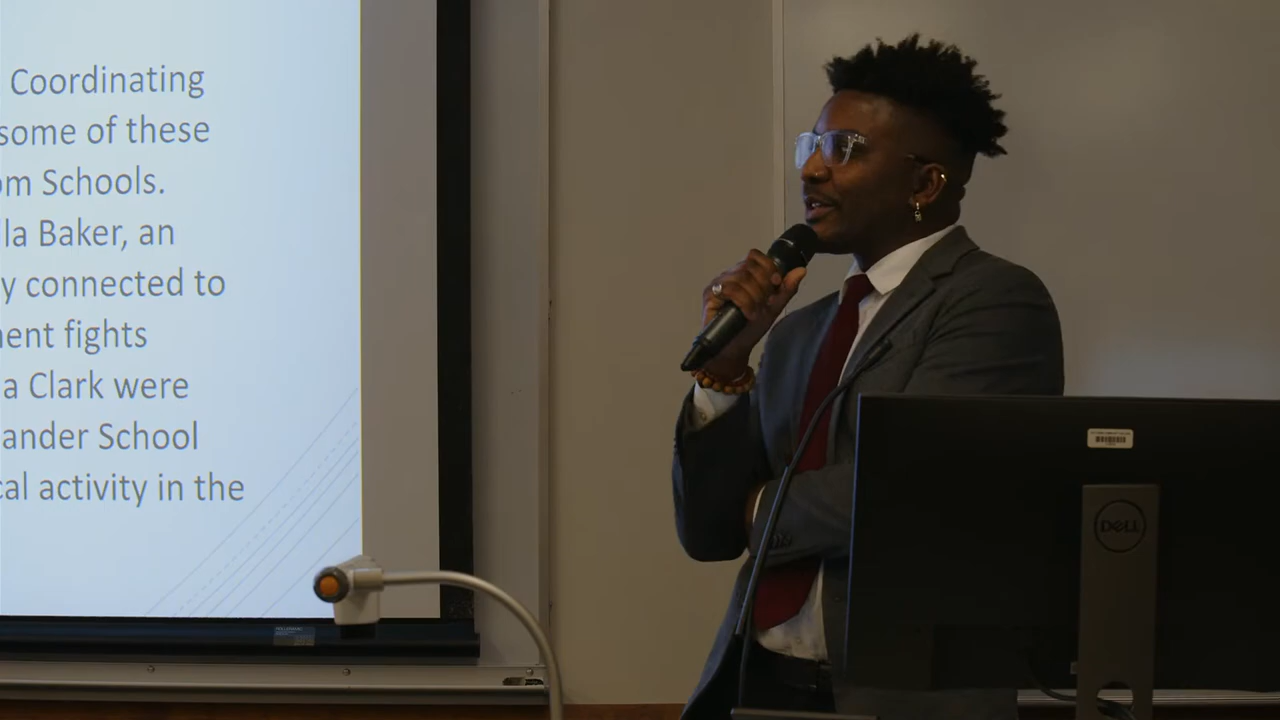 Coordinating
some of these
om Schools.
la Baker, an
y connected to
ent fights
a Clark were
ander School
cal activity in the
DELL